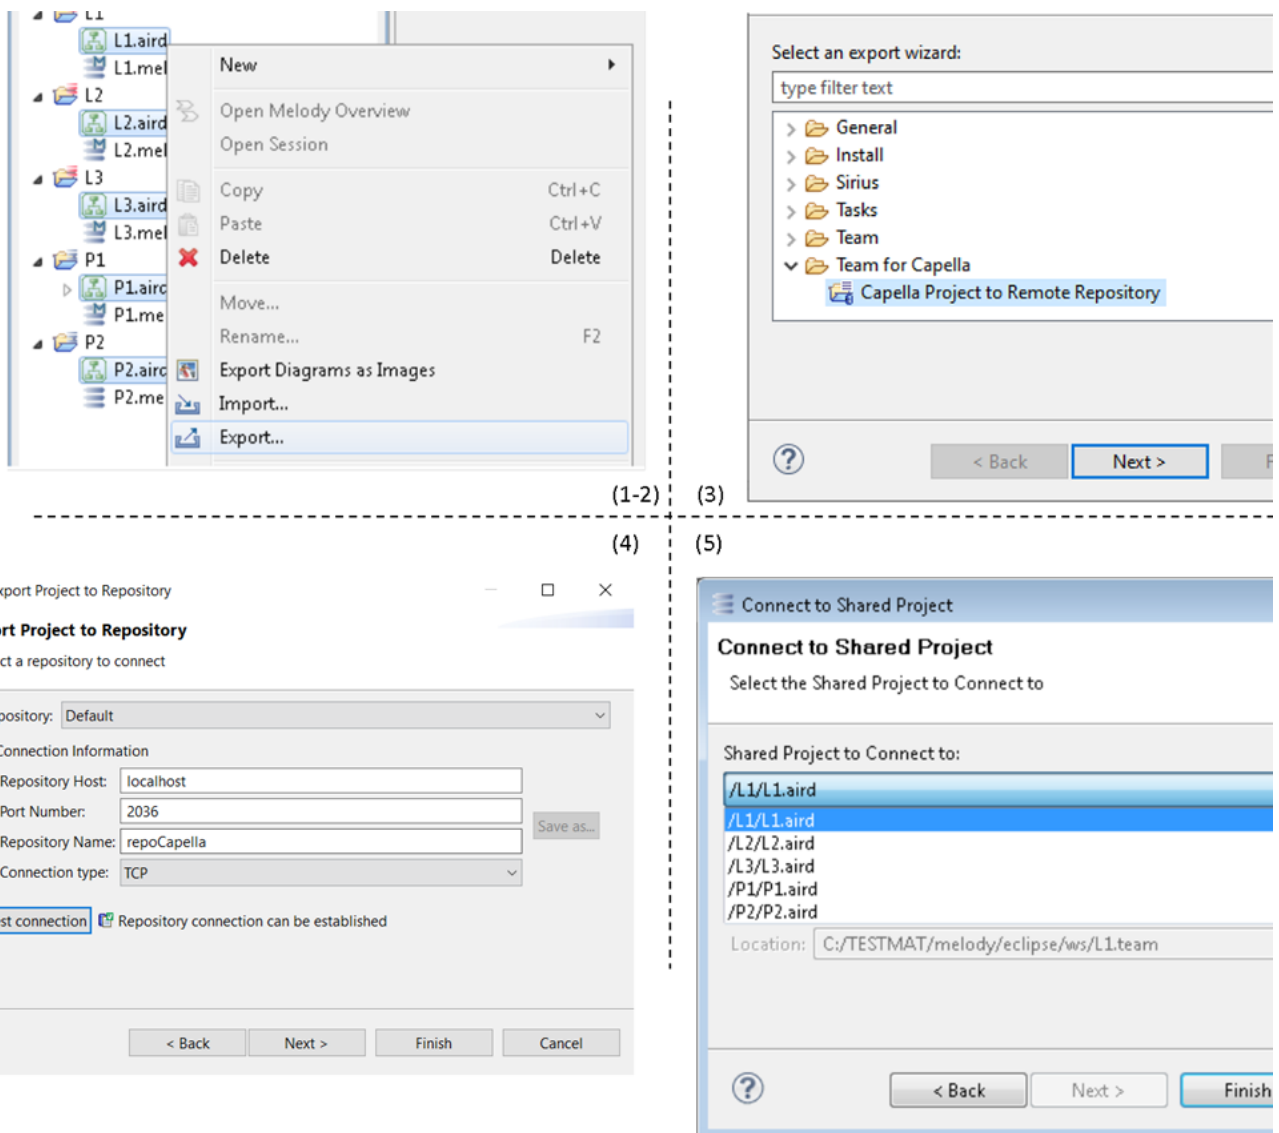 L1
L1.aird
L1.mel
L2
L2.aird
L2.mel
L3
L3.aird
L3.mel
P1
P1.airc
P1.me
P2
P2.airc
P2.me
New
Open Melody Overview
Open Session
Copy Ctrl+C
Paste Ctrl+V
Delete Delete
Move...
Rename... F2
Export Diagrams as Images
Import...
Export...
(1-2)
Select an export wizard:
type filter text
General
Install
Sirius
Tasks
Team
Team for Capella
Capella Project to Remote Repository
< Back Next > F
(3)
(4)
xport Project to Repository
rt Project to Repository
ct a repository to connect
pository: Default
Connection Information
Repository Host: localhost
Port Number: 2036
Repository Name: repoCapella
Connection type: TCP
Save as...
st connection Repository connection can be established
< Back Next > Finish Cancel
(5)
Connect to Shared Project
Connect to Shared Project
Select the Shared Project to Connect to
Shared Project to Connect to:
/L1/L1.aird
/L1/L1.aird
/L2/L2.aird
/L3/L3.aird
/P1/P1.aird
/P2/P2.aird
Location: C:/TESTMAT/melody/eclipse/ws/L1.team
< Back Next > Finish